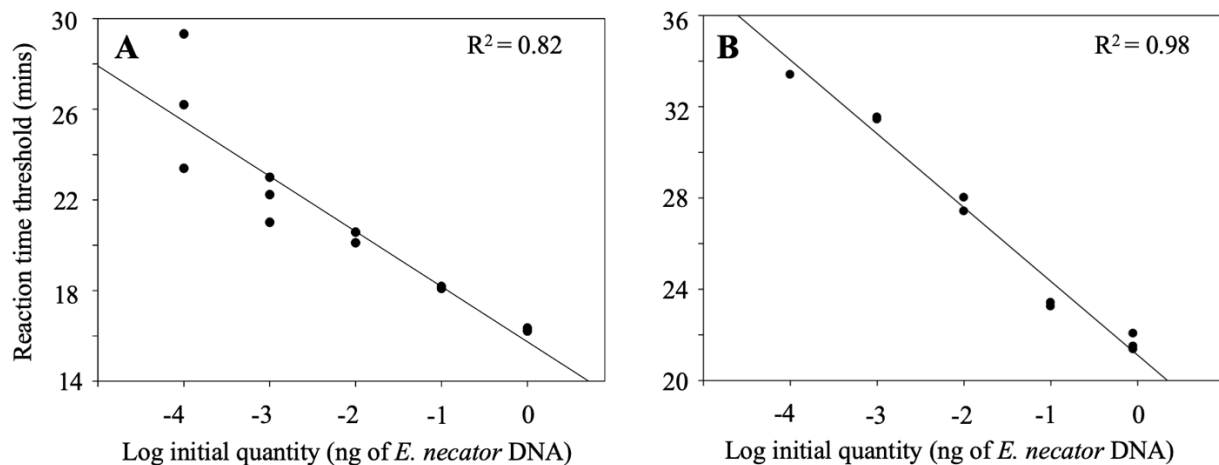 A
R² = 0.82
Reaction time threshold (mins)
30
26
22
18
14
-4 -3 -2 -1 0
Log initial quantity (ng of E. necator DNA)
B
R² = 0.98
36
32
28
24
20
-4 -3 -2 -1 0
Log initial quantity (ng of E. necator DNA)